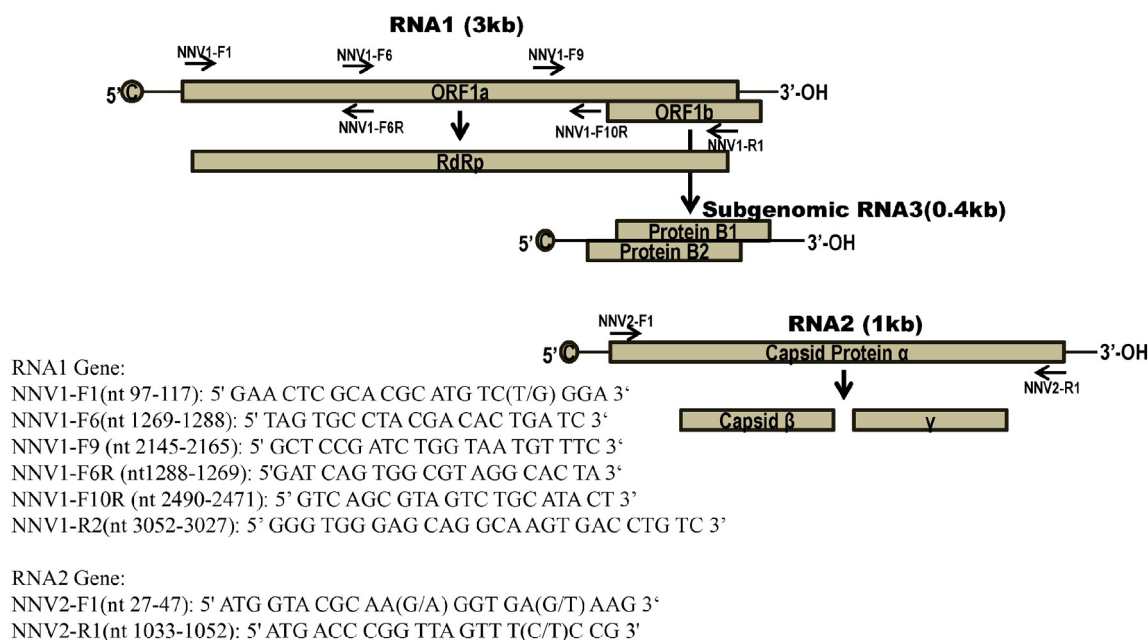 RNA1 (3kb)
NNV1-F1
NNV1-F6
NNV1-F9
5’ C
ORF1a
3’-OH
ORF1b
NNV1-F6R
NNV1-F10R
NNV1-R1
RdRp
Subgenomic RNA3(0.4kb)
Protein B1
5’ C
3’-OH
Protein B2
NNV2-F1
RNA2 (1kb)
5’ C
Capsid Protein α
3’-OH
NNV2-R1
Capsid β
γ
RNA1 Gene:
NNV1-F1(nt 97-117): 5' GAA CTC GCA CGC ATG TC(T/G) GGA 3‘
NNV1-F6(nt 1269-1288): 5' TAG TGC CTA CGA CAC TGA TC 3‘
NNV1-F9 (nt 2145-2165): 5' GCT CCG ATC TGG TAA TGT TTC 3‘
NNV1-F6R (nt1288-1269): 5'GAT CAG TGG CGT AGG CAC TA 3‘
NNV1-F10R (nt 2490-2471): 5’ GTC AGC GTA GTC TGC ATA CT 3’
NNV1-R2(nt 3052-3027): 5’ GGG TGG GAG CAG GCA AGT GAC CTG TC 3’
RNA2 Gene:
NNV2-F1(nt 27-47): 5' ATG GTA CGC AA(G/A) GGT GA(G/T) AAG 3‘
NNV2-R1(nt 1033-1052): 5' ATG ACC CGG TTA GTT T(C/T)C CG 3'